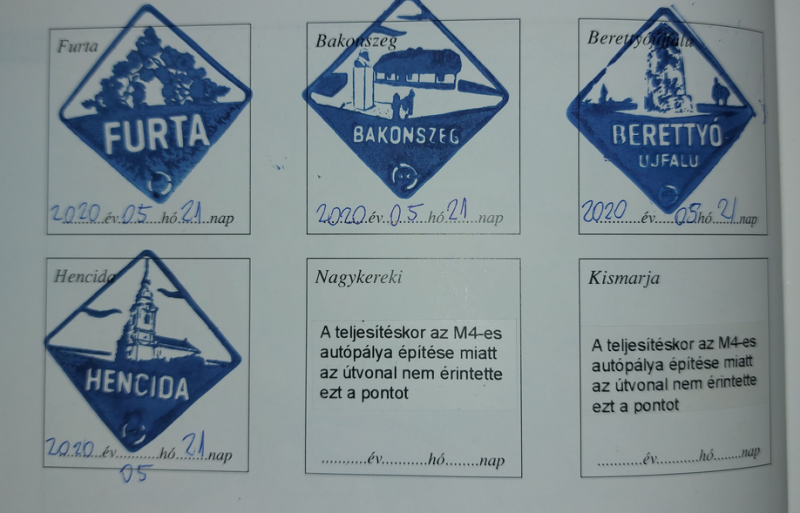 Furta
FURTA
2020 év 05 hó 21 nap
Bakonszeg
BAKONSZEG
2020 év 05 hó 21 nap
Berettyóújfalu
BERETTYÓ
UJFALU
2020 év 05 hó 21 nap
Hencida
HENCIDA
2020 év hó 21 nap
05
Nagykereki
A teljesítéskor az M4-es
autópálya építése miatt
az útvonal nem érintette
ezt a pontot
...........év............hó........nap
Kismarja
A teljesítéskor az M4-es
autópálya építése miatt
az útvonal nem érintette
ezt a pontot
...........év............hó........nap